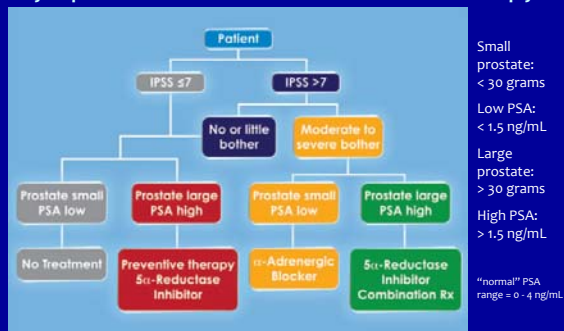 Patient
IPSS ≤7
IPSS >7
No or little
bother
Moderate to
severe bother
Prostate small
PSA low
Prostate large
PSA high
Prostate small
PSA low
Prostate large
PSA high
No Treatment
Preventive therapy
5α-Reductase
Inhibitor
α-Adrenergic
Blocker
5α-Reductase
Inhibitor
Combination Rx
Small
prostate:
< 30 grams
Low PSA:
< 1.5 ng/mL
Large
prostate:
> 30 grams
High PSA:
> 1.5 ng/mL
“normal” PSA
range = 0 - 4 ng/mL